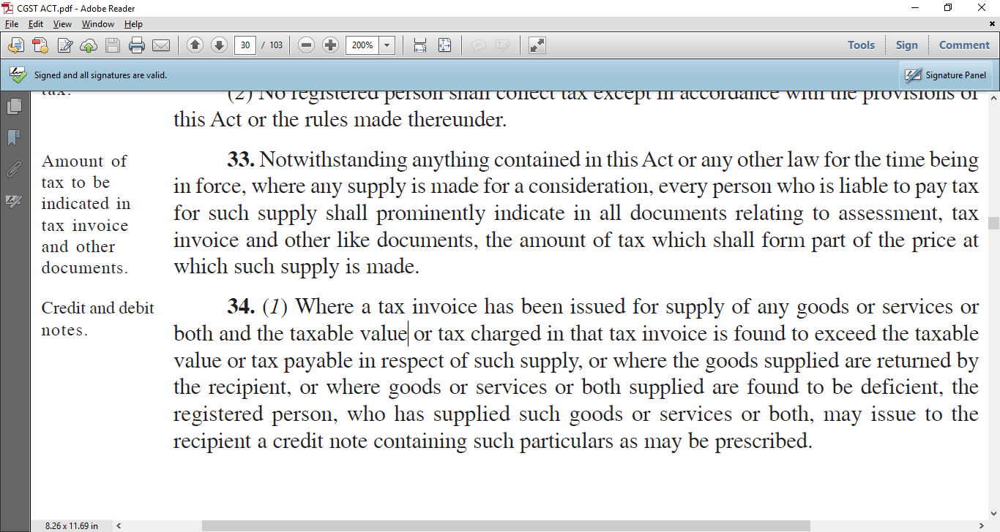 CGST ACT.pdf - Adobe Reader
File Edit View Window Help
30 / 103
200%
Tools Sign Comment
Signed and all signatures are valid.
Signature Panel
tax.
(2) No registered person shall collect tax except in accordance with the provisions of
this Act or the rules made thereunder.
Amount of
tax to be
indicated in
tax invoice
and other
documents.
33. Notwithstanding anything contained in this Act or any other law for the time being
in force, where any supply is made for a consideration, every person who is liable to pay tax
for such supply shall prominently indicate in all documents relating to assessment, tax
invoice and other like documents, the amount of tax which shall form part of the price at
which such supply is made.
Credit and debit
notes.
34. (1) Where a tax invoice has been issued for supply of any goods or services or
both and the taxable value or tax charged in that tax invoice is found to exceed the taxable
value or tax payable in respect of such supply, or where the goods supplied are returned by
the recipient, or where goods or services or both supplied are found to be deficient, the
registered person, who has supplied such goods or services or both, may issue to the
recipient a credit note containing such particulars as may be prescribed.
8.26 x 11.69 in